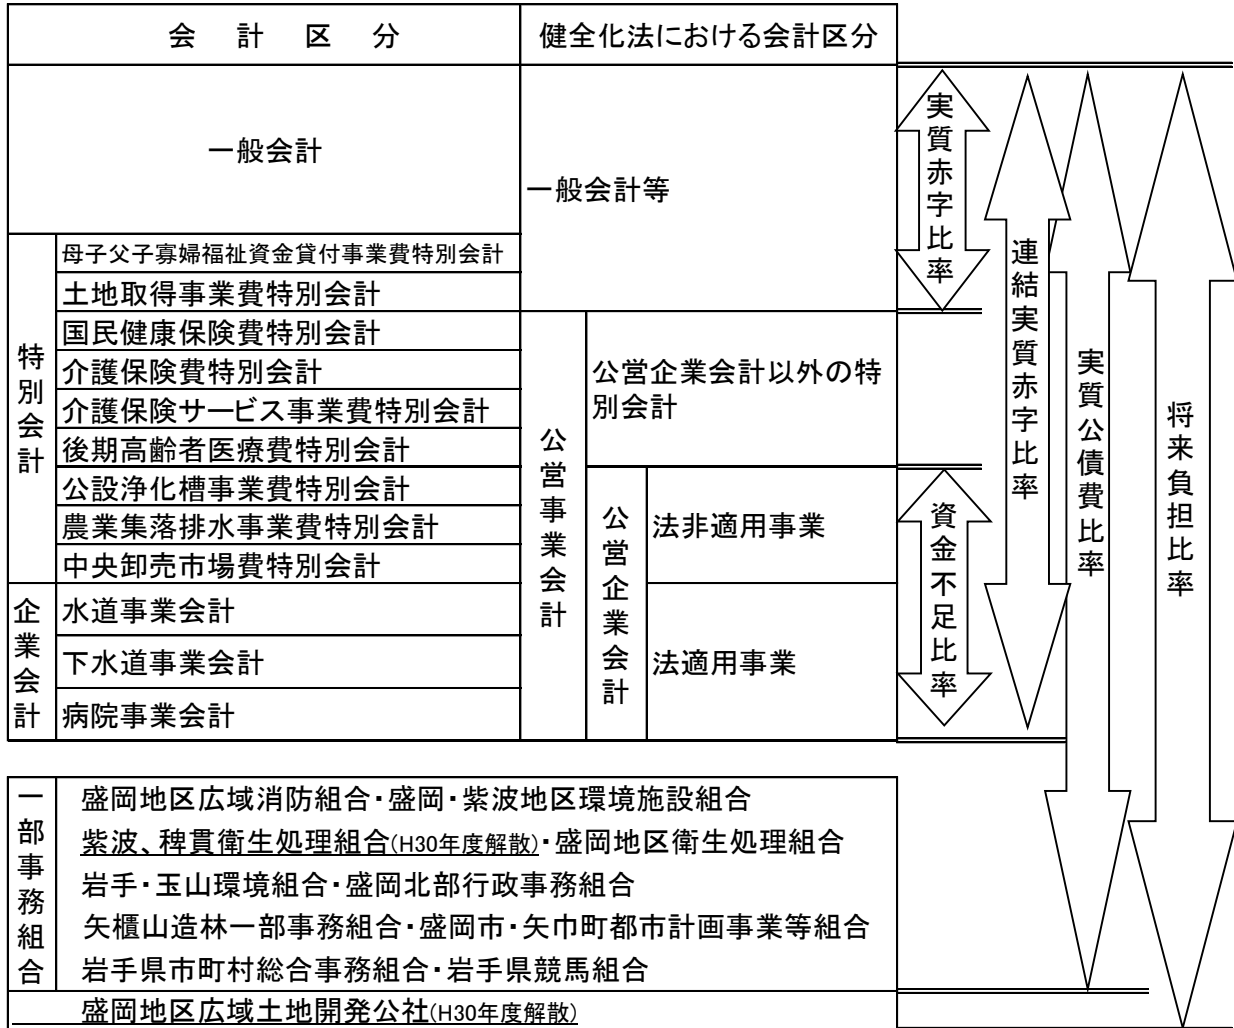 会 計 区 分
健全化法における会計区分
一般会計
一般会計等
特別会計
母子父子寡婦福祉資金貸付事業費特別会計
土地取得事業費特別会計
国民健康保険費特別会計
介護保険費特別会計
介護保険サービス事業費特別会計
後期高齢者医療費特別会計
公設浄化槽事業費特別会計
農業集落排水事業費特別会計
中央卸売市場費特別会計
企業会計
水道事業会計
下水道事業会計
病院事業会計
公営事業会計
公営企業会計以外の特
別会計
公営企業会計
法非適用事業
法適用事業
実質赤字比率
資金不足比率
連結実質赤字比率
実質公債費比率
将来負担比率
一部事務組合
盛岡地区広域消防組合・盛岡・紫波地区環境施設組合
紫波、稗貫衛生処理組合(H30年度解散)・盛岡地区衛生処理組合
岩手・玉山環境組合・盛岡北部行政事務組合
矢櫃山造林一部事務組合・盛岡市・矢巾町都市計画事業等組合
岩手県市町村総合事務組合・岩手県競馬組合
盛岡地区広域土地開発公社(H30年度解散)